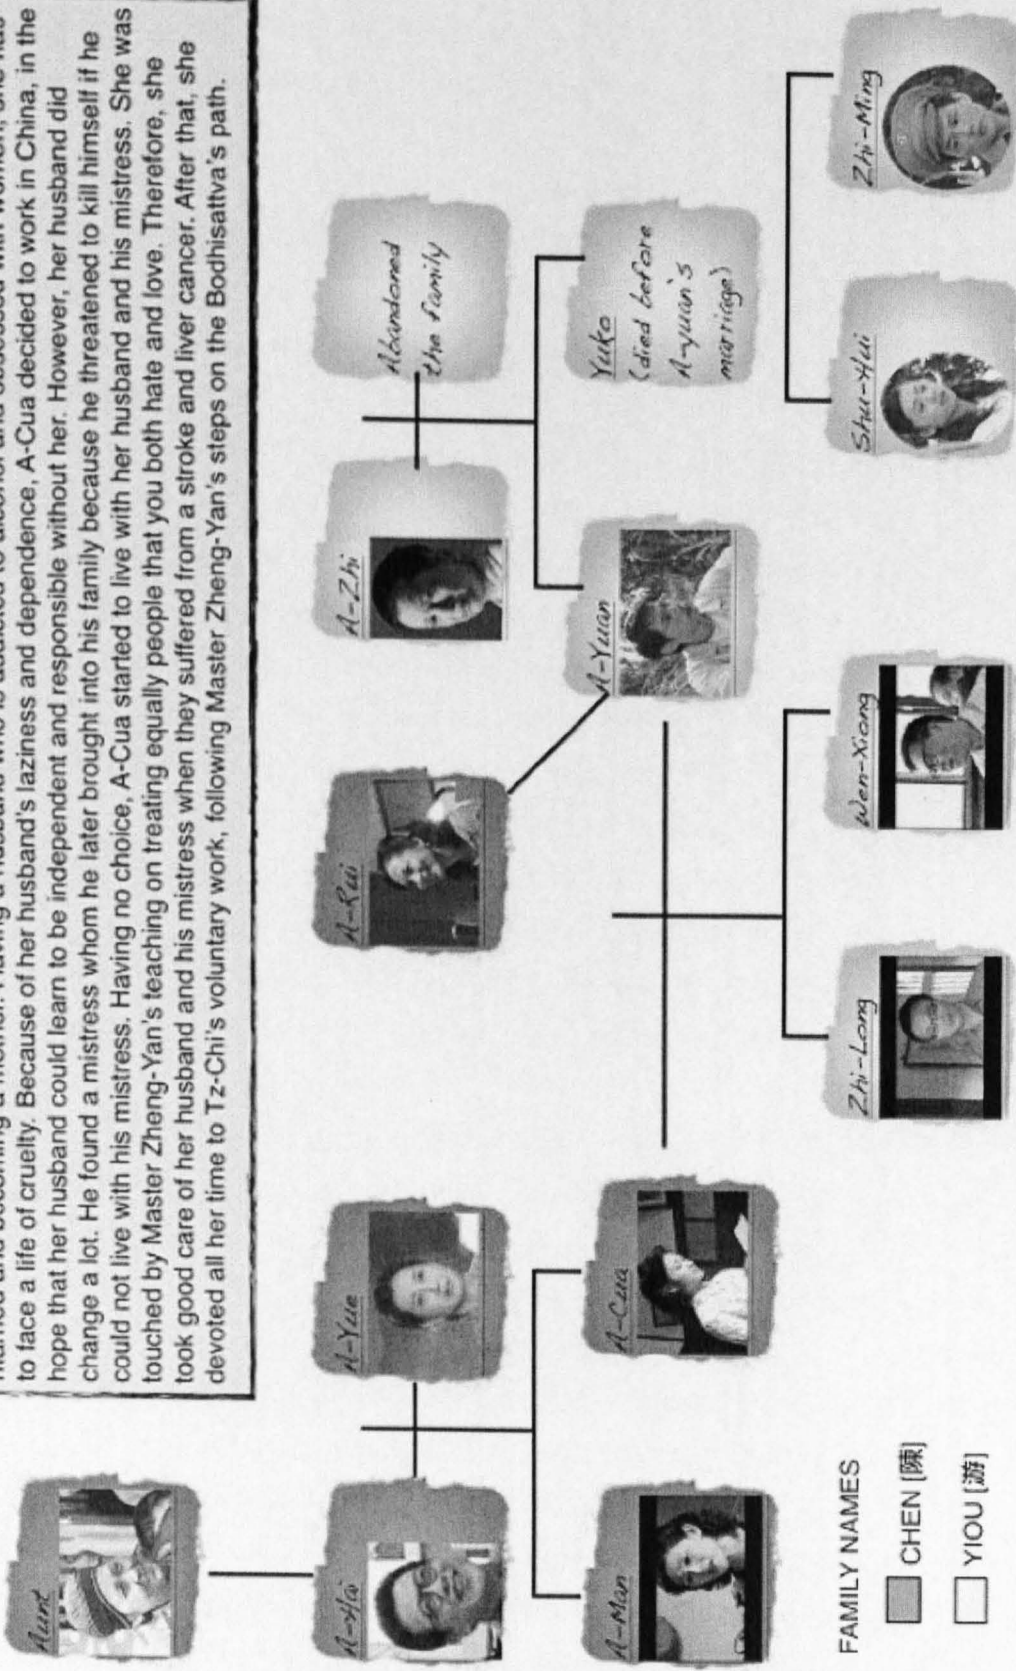 married and becoming a mother. Having a husband who is addicted to alcohol and obsessed with women, she has
to face a life of cruelty. Because of her husband's laziness and dependence, A-Cua decided to work in China, in the
hope that her husband could learn to be independent and responsible without her. However, her husband did
change a lot. He found a mistress whom he later brought into his family because he threatened to kill himself if he
could not live with his mistress. Having no choice, A-Cua started to live with her husband and his mistress. She was
touched by Master Zheng-Yan's teaching on treating equally people that you both hate and love. Therefore, she
took good care of her husband and his mistress when they suffered from a stroke and liver cancer. After that, she
devoted all her time to Tz-Chi's voluntary work, following Master Zheng-Yan's steps on the Bodhisattva's path.
Aunt
A-Hai
A-Yue
A-Rui
A-Zhi
Abandoned
the family
A-Man
A-Cua
A-Yuan
Yuko
(died before
A-yuan's
marriage)
Zhi-Long
Wen-Xiong
Shu-Hui
Zhi-Ming
FAMILY NAMES
CHEN [陳]
YIOU [游]